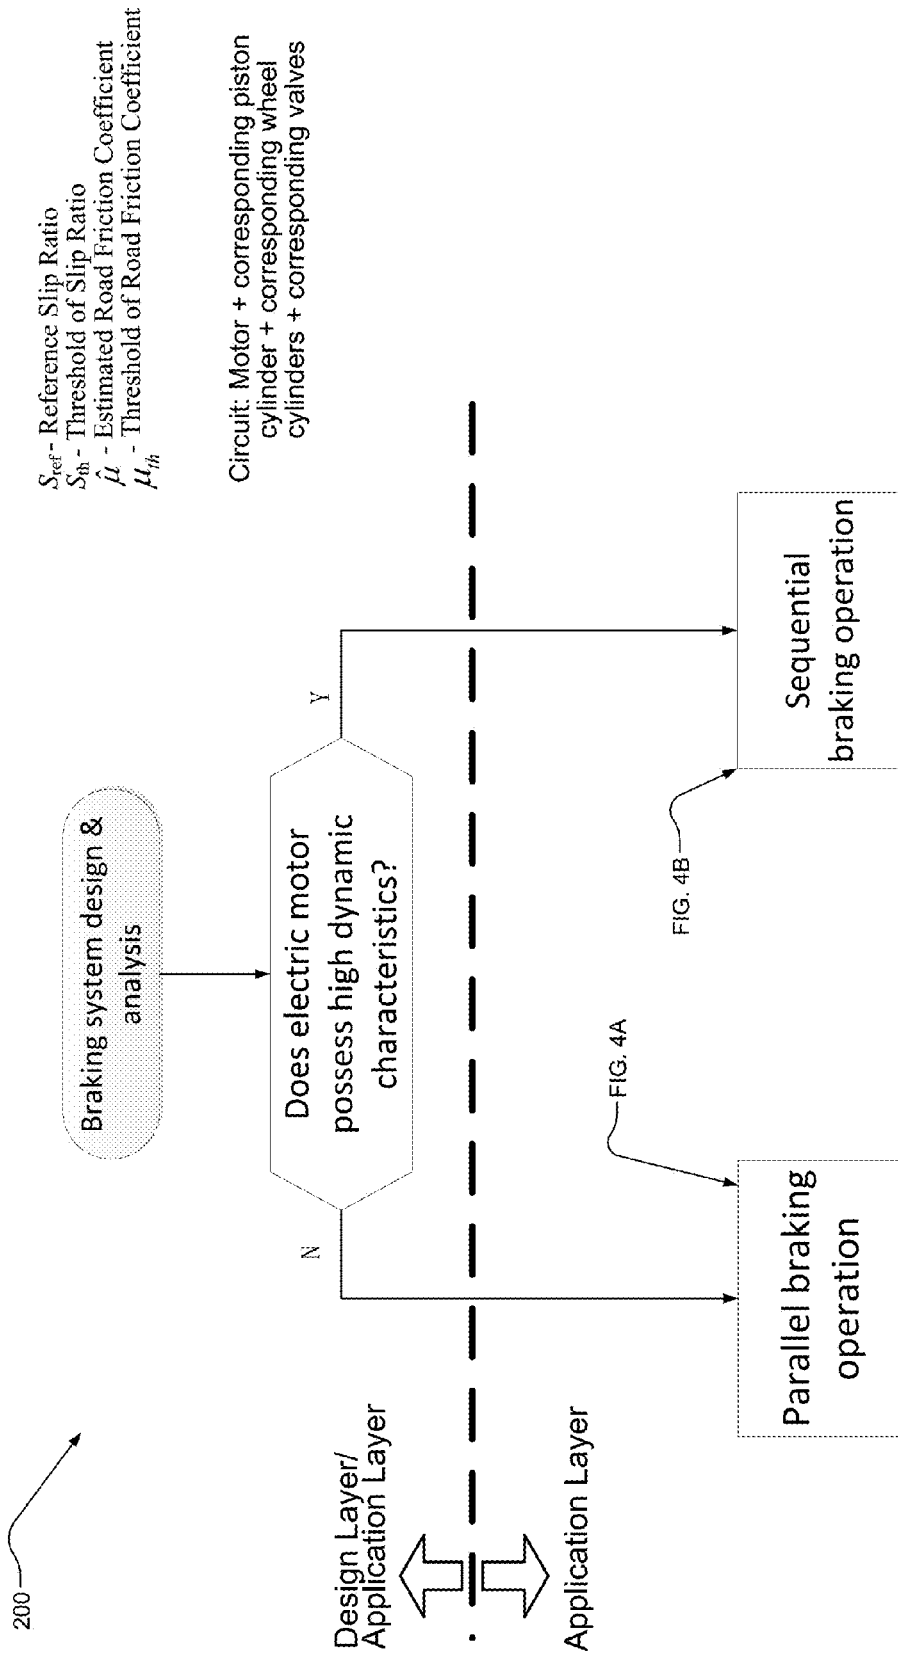 200
S_ref - Reference Slip Ratio
S_th - Threshold of Slip Ratio
μ̂ - Estimated Road Friction Coefficient
μ_th - Threshold of Road Friction Coefficient
Circuit: Motor + corresponding piston
cylinder + corresponding wheel
cylinders + corresponding valves
Braking system design &
analysis
Does electric motor
possess high dynamic
characteristics?
N
Y
Design Layer/
Application Layer
Application Layer
FIG. 4A
FIG. 4B
Parallel braking
operation
Sequential
braking operation